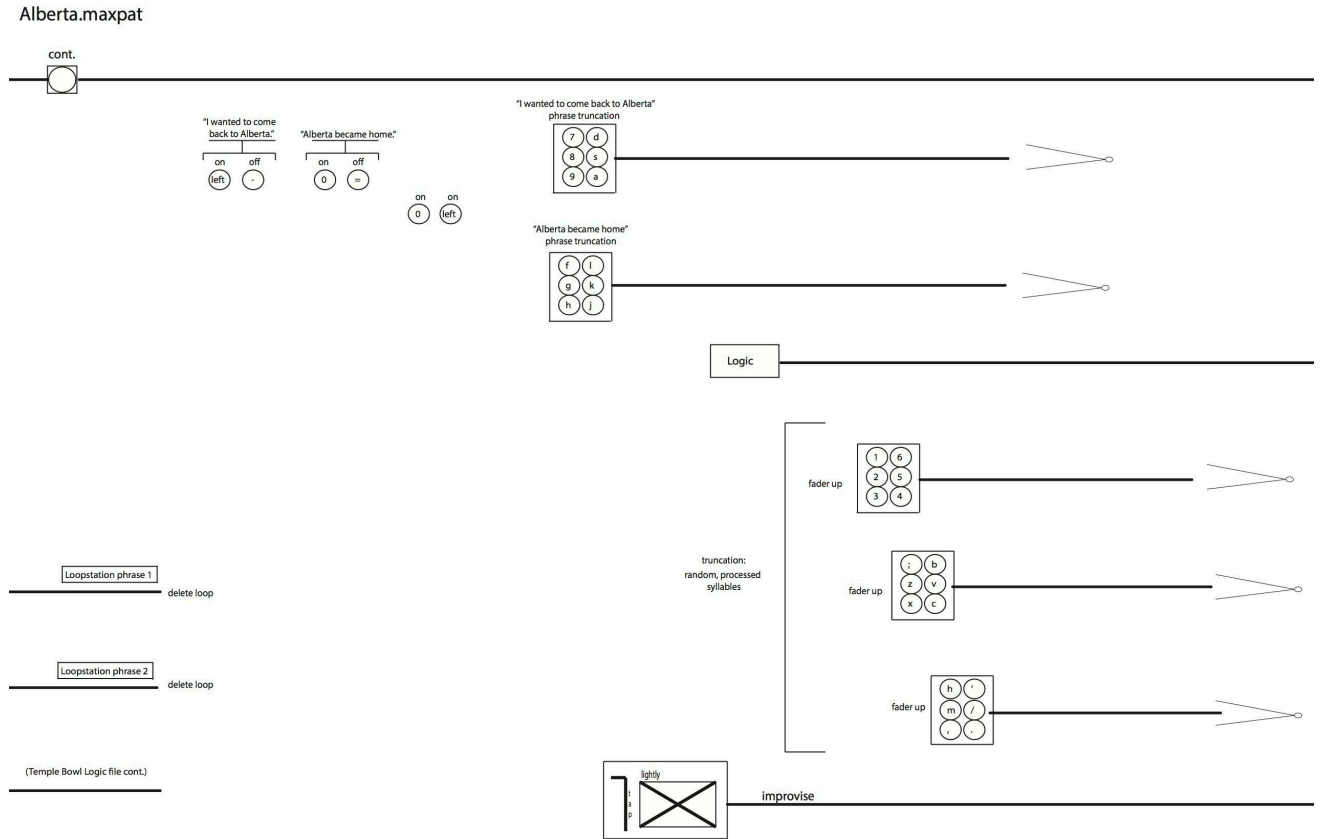 Alberta.maxpat
cont.
"I wanted to come
back to Alberta."
on off
left -
"Alberta became home."
on off
0 =
on on
0 left
"I wanted to come back to Alberta"
phrase truncation
7 d
8 s
9 a
"Alberta became home"
phrase truncation
f l
g k
h j
Logic
truncation:
random, processed
syllables
fader up
1 6
2 5
3 4
fader up
; b
z v
x c
fader up
h ‘
m /
, .
Loopstation phrase 1
delete loop
Loopstation phrase 2
delete loop
(Temple Bowl Logic file cont.)
lightly
tap
improvise